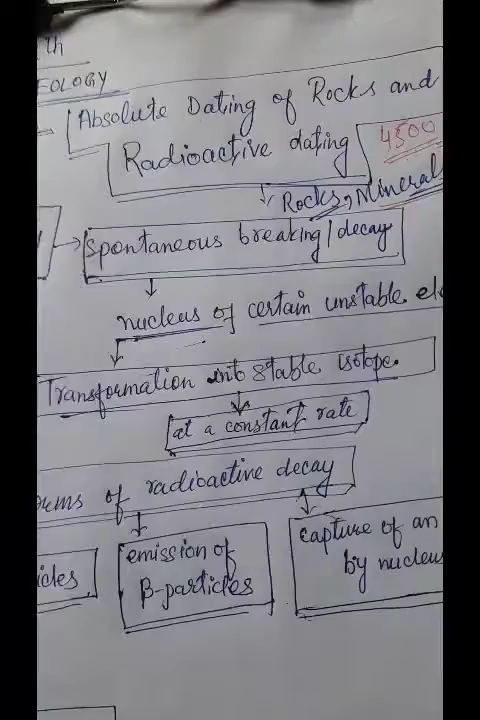 th
EOLOGY
Absolute Dating of Rocks and
Radioactive dating
4500
Rocks, Mineral
Spontaneous breaking/decay
nucleus of certain unstable ele
Transformation into stable isotope.
at a constant rate
orms of radioactive decay
icles
emission of
β-particles
capture of an
by nucleus